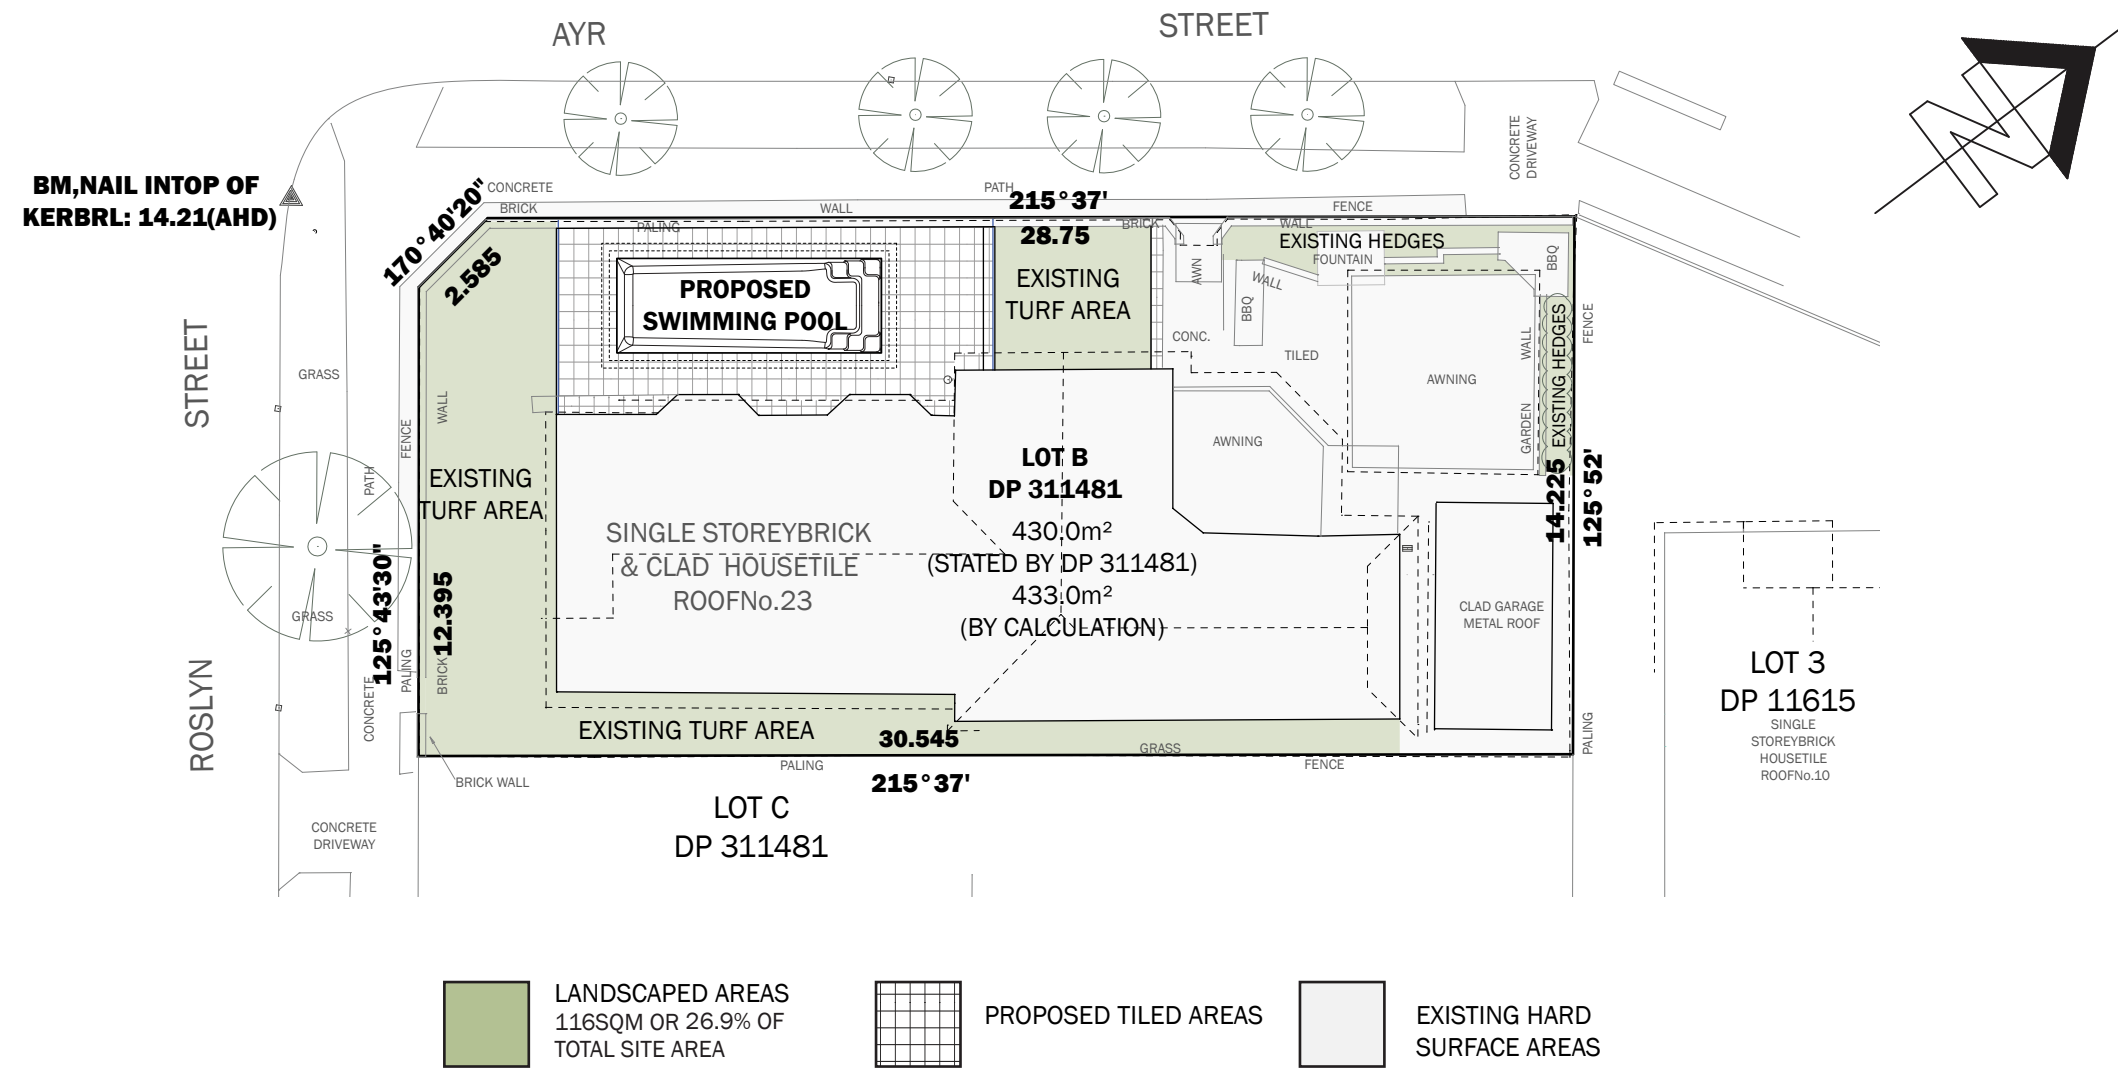 AYR
STREET
BM,NAIL INTOP OF
KERBRL: 14.21(AHD)
170°40'20"
2.585
CONCRETE
PATH
215°37'
BRICK
WALL
FENCE
PALING
28.75
BRICK
WALL
CONCRETE
DRIVEWAY
EXISTING HEDGES
FOUNTAIN
BBQ
AWN
WALL
BBQ
PROPOSED
SWIMMING POOL
EXISTING
TURF AREA
CONC.
TILED
AWNING
WALL
GARDEN
EXISTING HEDGES
FENCE
STREET
GRASS
WALL
FENCE
PATH
EXISTING
TURF AREA
AWNING
LOT B
DP 311481
430.0m²
(STATED BY DP 311481)
433.0m²
(BY CALCULATION)
SINGLE STOREYBRICK
& CLAD HOUSETILE
ROOFNo.23
14.225
125°52'
125°43'30"
12.395
GRASS
CLAD GARAGE
METAL ROOF
ROSLYN
CONCRETE
PALING
BRICK
EXISTING TURF AREA
30.545
GRASS
PALING
PALING
FENCE
215°37'
BRICK WALL
LOT C
DP 311481
CONCRETE
DRIVEWAY
LOT 3
DP 11615
SINGLE
STOREYBRICK
HOUSETILE
ROOFNo.10
LANDSCAPED AREAS
116SQM OR 26.9% OF
TOTAL SITE AREA
PROPOSED TILED AREAS
EXISTING HARD
SURFACE AREAS
N